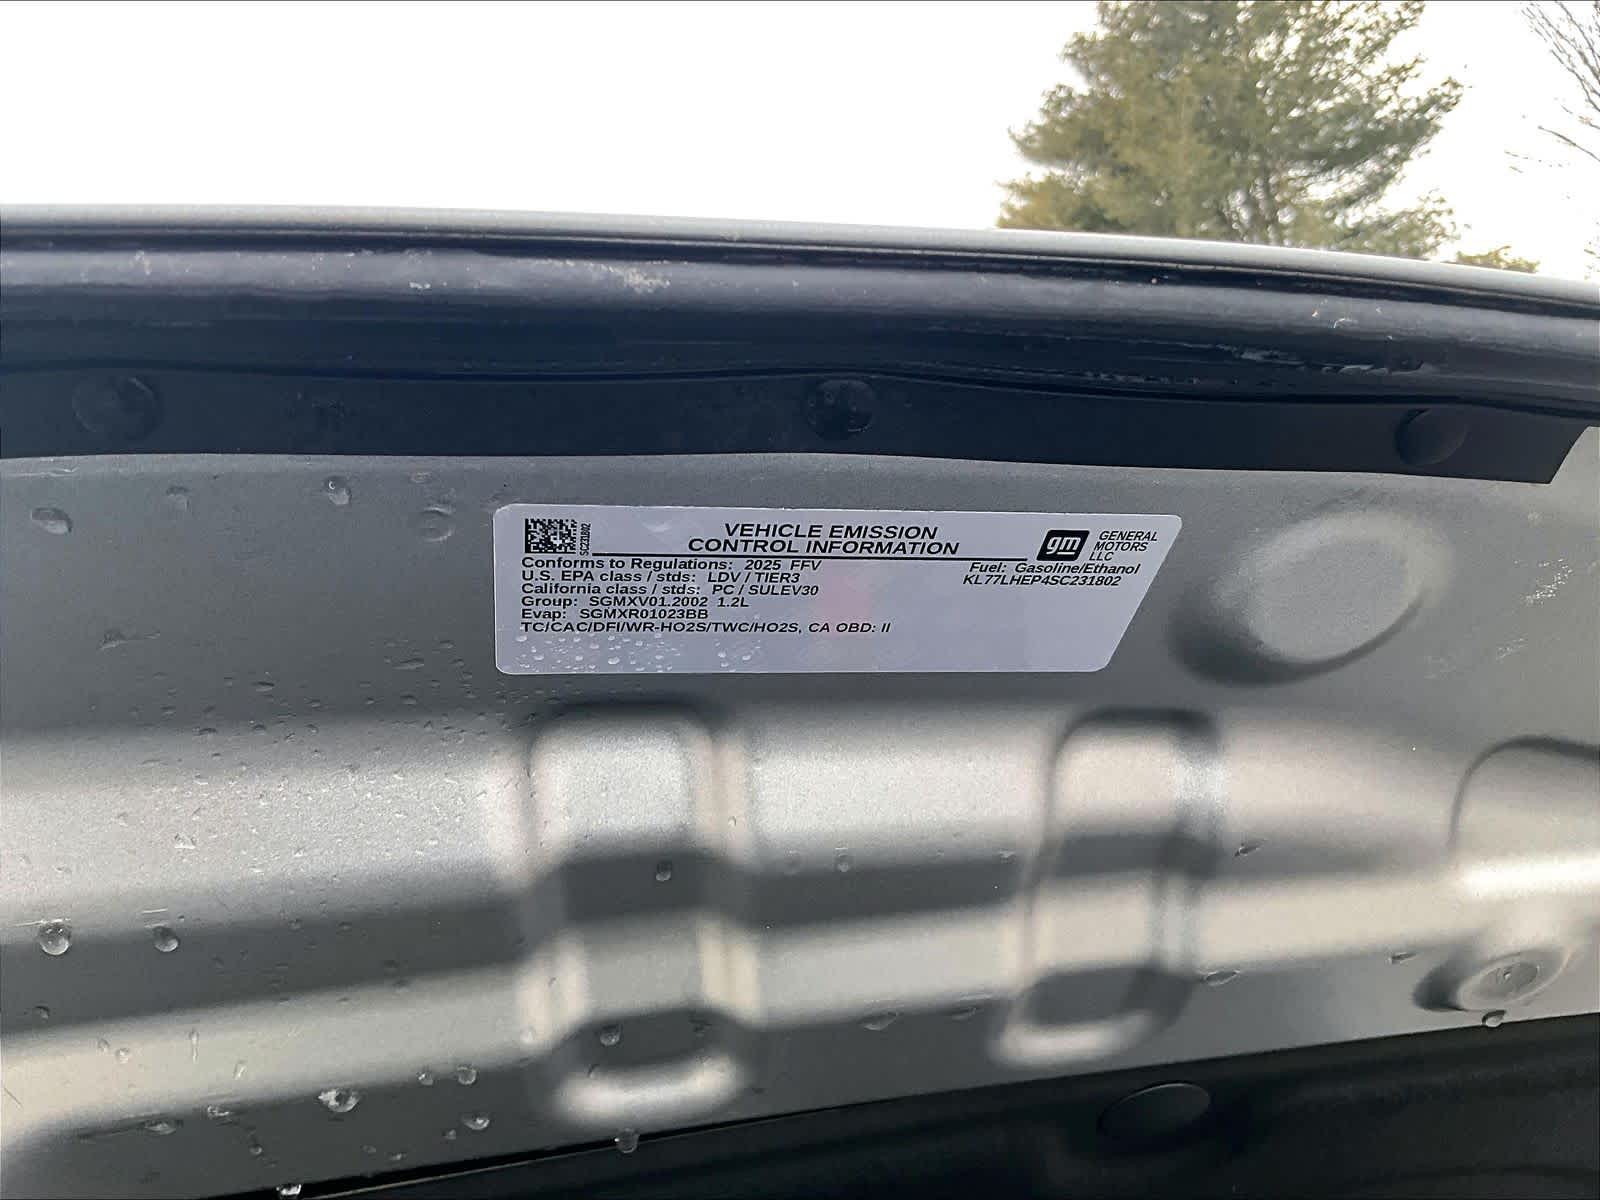 SC231802
VEHICLE EMISSION
CONTROL INFORMATION
gm
GENERAL
MOTORS
LLC
Conforms to Regulations: 2025 FFV
Fuel: Gasoline/Ethanol
U.S. EPA class / stds: LDV / TIER3
KL77LHEP4SC231802
California class / stds: PC / SULEV30
Group: SGMXV01.2002 1.2L
Evap: SGMXR01023BB
TC/CAC/DFI/WR-HO2S/TWC/HO2S, CA OBD: II